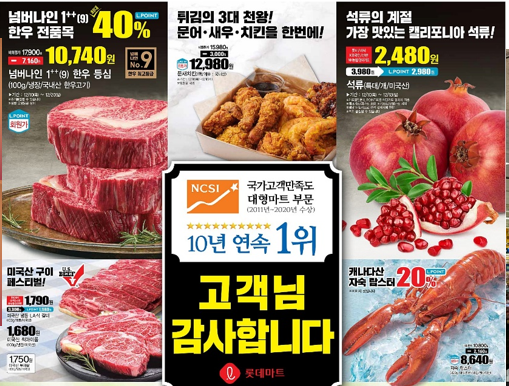 넘버나인 1⁺⁺(9)
한우 전품목
L.POINT
40%
17,900원
- 7,160원
10,740원
넘버나인 1⁺⁺(9) 한우 등심
(100g/냉장/국내산 한우고기)
No.9
L.POINT
회원가
튀김의 3대 천왕!
문어·새우·치킨을 한번에!
15,980원
- 3,000원
12,980원
석류의 계절
가장 맛있는 캘리포니아 석류!
2,480원
3,980원
L.POINT
2,980원
석류(특대/개/미국산)
NCSI
국가고객만족도
대형마트 부문
(2011~2020년 수상)
10년 연속 1위
고객님
감사합니다
롯데마트
미국산 구이
페스티벌!
1,790원
1,680원
1,750원
캐나다산
자숙 랍스터
20%
L.POINT
10,800원
8,640원